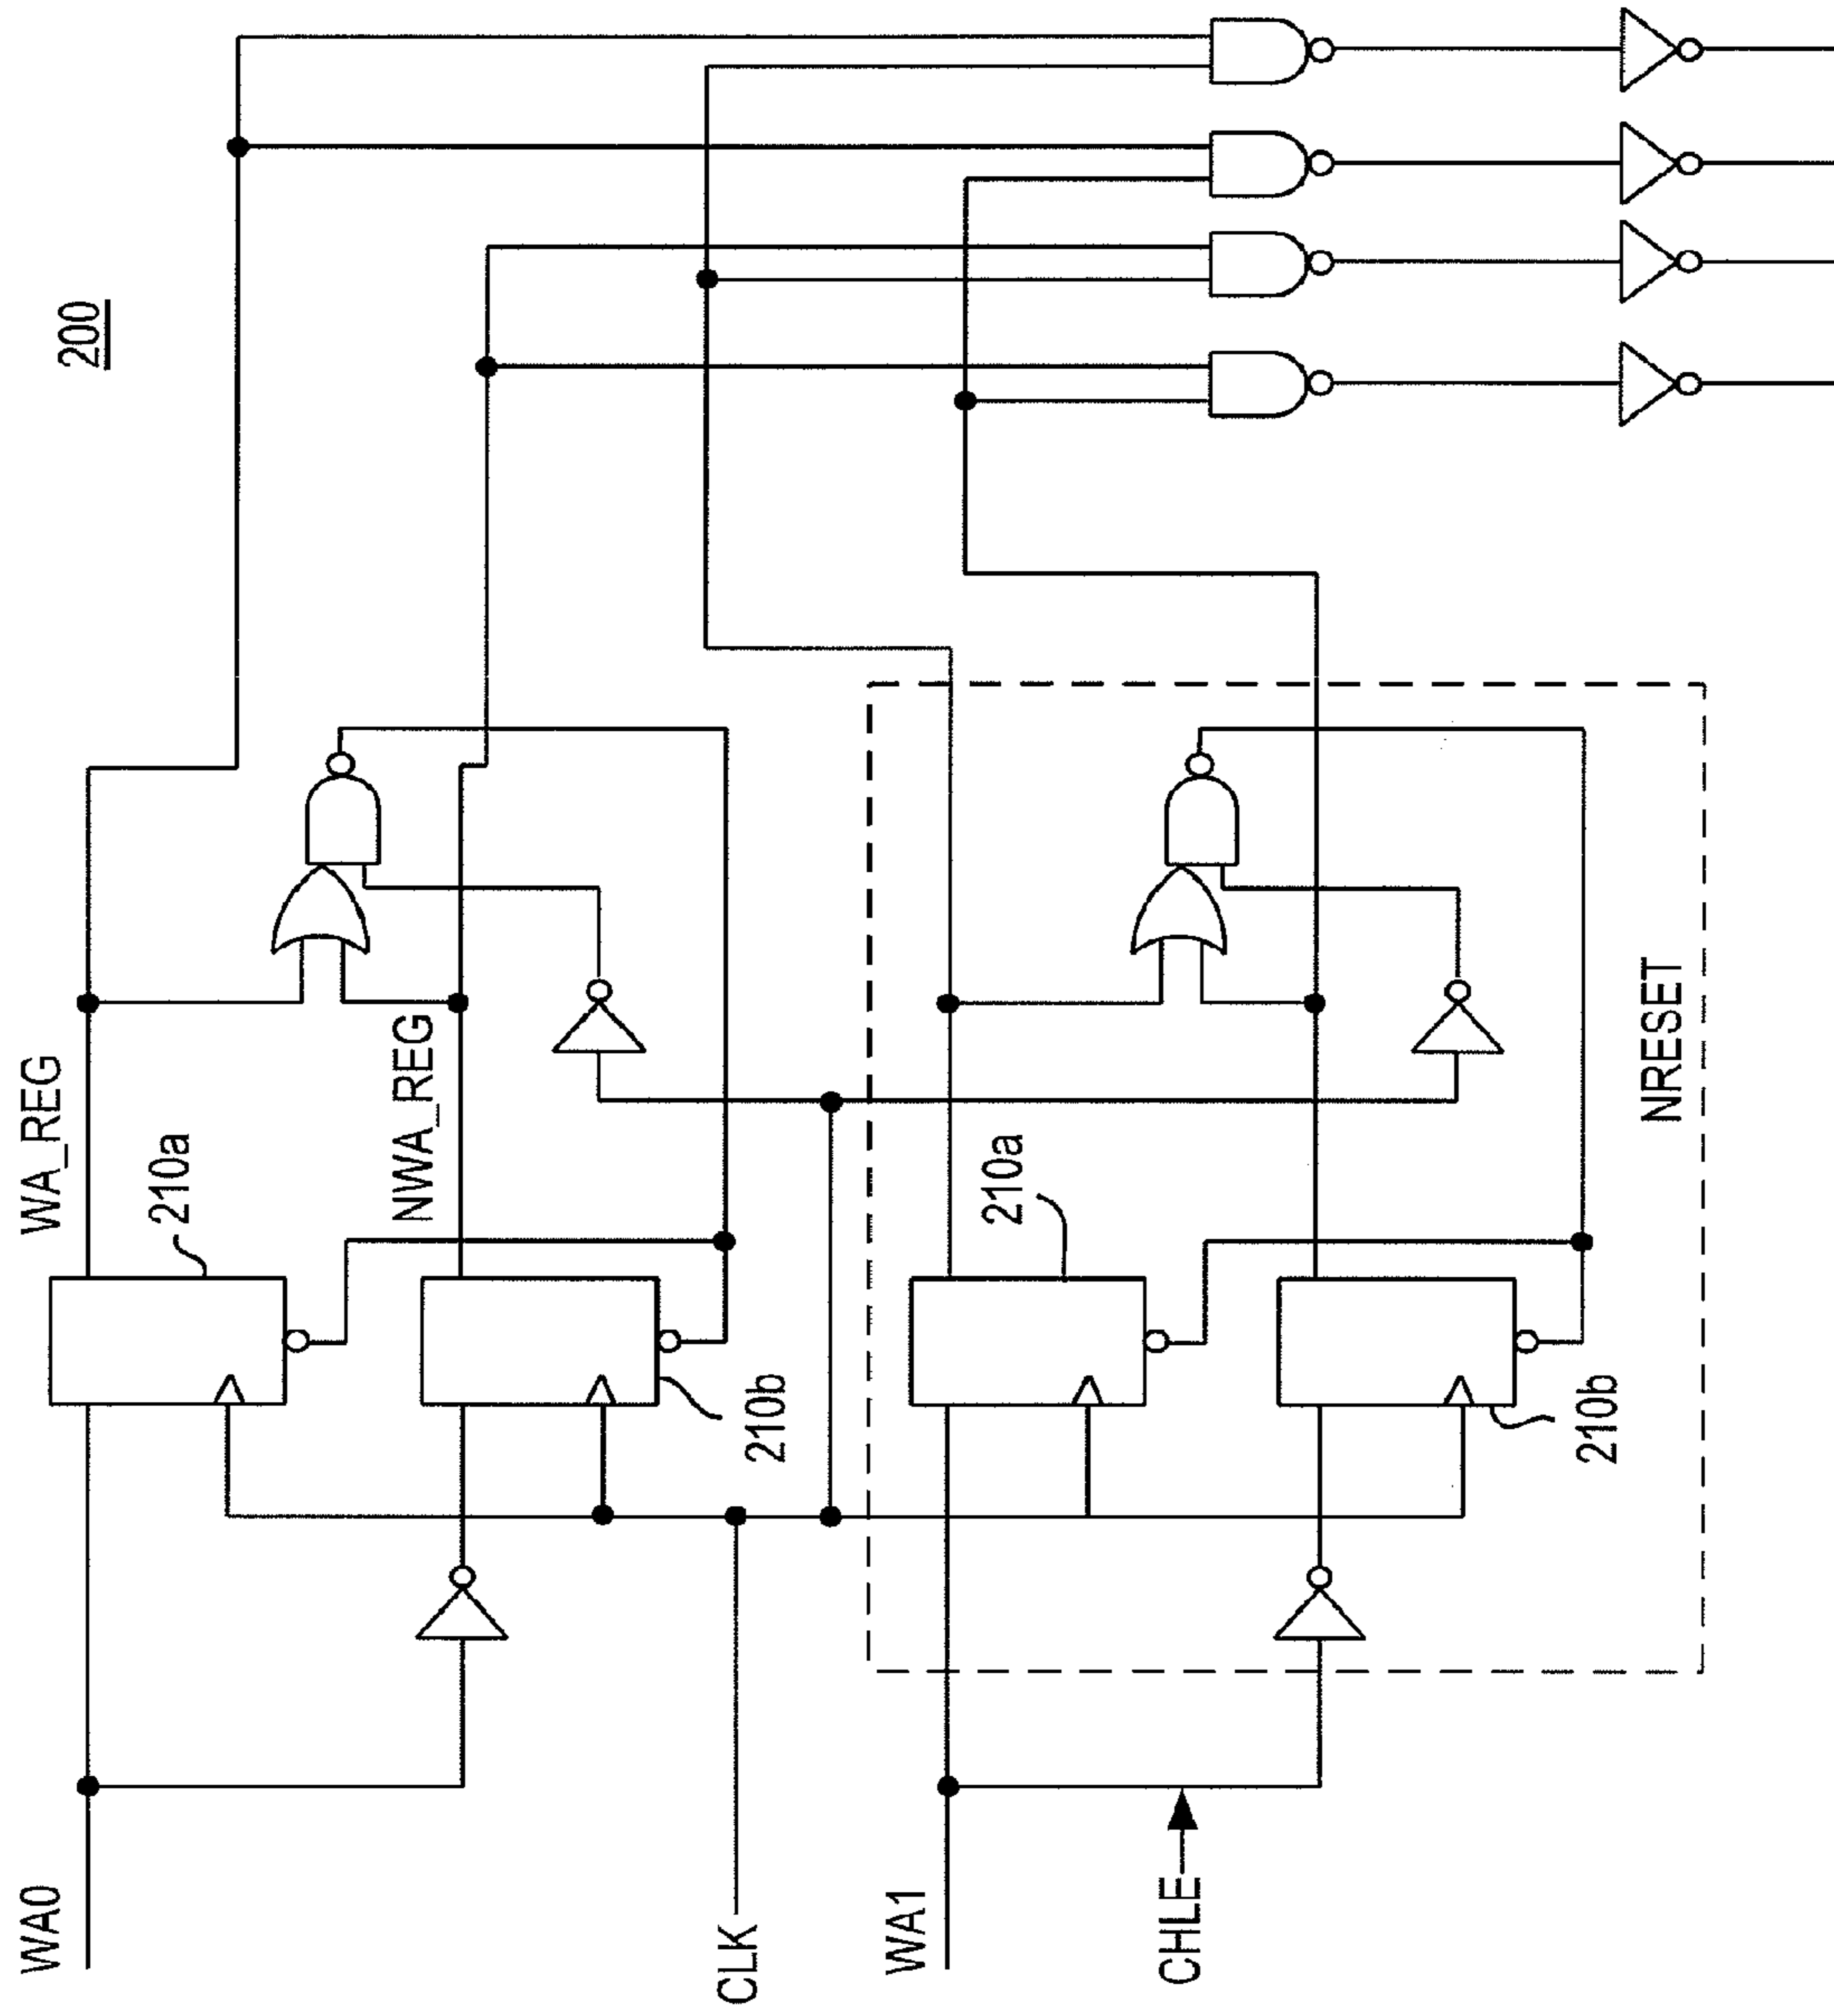 200
WA0
WA_REG
210a
NWA_REG
210b
CLK
WA1
210a
CHLE
210b
NRESET